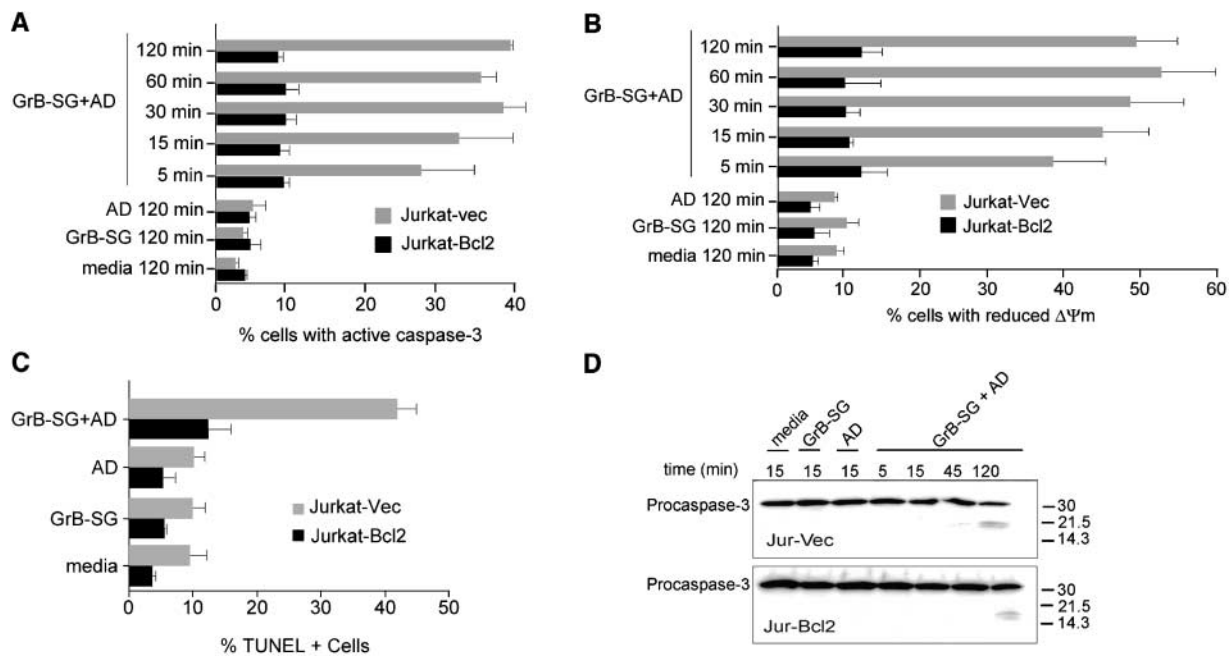 A
GrB-SG+AD
120 min
60 min
30 min
15 min
5 min
AD 120 min
GrB-SG 120 min
media 120 min
Jurkat-vec
Jurkat-Bcl2
0 10 20 30 40
% cells with active caspase-3
B
GrB-SG+AD
120 min
60 min
30 min
15 min
5 min
AD 120 min
GrB-SG 120 min
media 120 min
Jurkat-Vec
Jurkat-Bcl2
0 10 20 30 40 50 60
% cells with reduced ΔΨm
C
GrB-SG+AD
AD
GrB-SG
media
Jurkat-Vec
Jurkat-Bcl2
0 10 20 30 40 50
% TUNEL + Cells
D
media GrB-SG AD GrB-SG + AD
time (min) 15 15 15 5 15 45 120
Procaspase-3
30
21.5
14.3
Jur-Vec
Procaspase-3
30
21.5
14.3
Jur-Bcl2